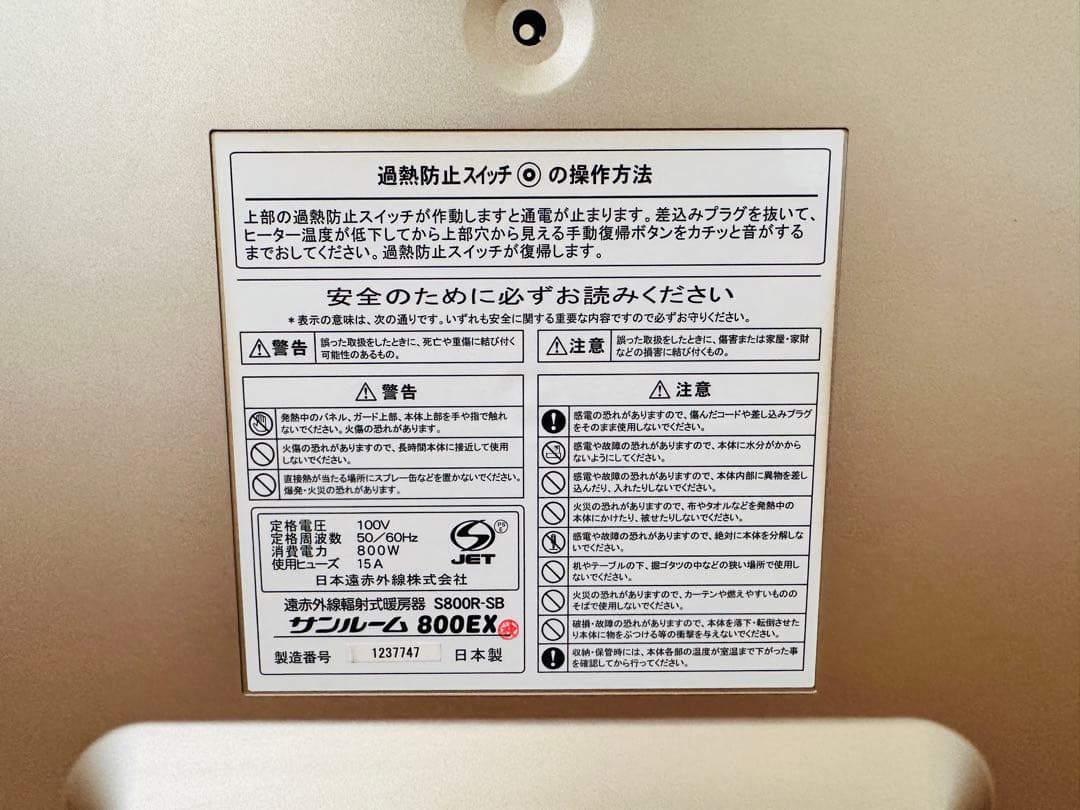 過熱防止スイッチ◎の操作方法
上部の過熱防止スイッチが作動しますと通電が止まります。差込みプラグを抜いて、
ヒーター温度が低下してから上部穴から見える手動復帰ボタンをカチッと音がする
までおしてください。過熱防止スイッチが復帰します。
安全のために必ずお読みください
*表示の意味は、次の通りです。いずれも安全に関する重要な内容ですので必ずお守りください。
⚠警告
誤った取扱をしたときに、死亡や重傷に結び付く
可能性のあるもの。
⚠注意
誤った取扱をしたときに、傷害または家屋・家財
などの損害に結び付くもの。
⚠警告
発熱中のパネル、ガード上部、本体上部を手や指で触れ
ないでください。火傷の恐れがあります。
火傷の恐れがありますので、長時間本体に接近して使用
しないでください。
直接熱が当たる場所にスプレー缶などを置かないでください。
爆発・火災の恐れがあります。
⚠注意
感電の恐れがありますので、傷んだコードや差し込みプラグ
をそのまま使用しないでください。
感電や故障の恐れがありますので、本体に水分がかから
ないようにしてください。
感電や故障の恐れがありますので、本体内部に異物を差し
込んだり、入れたりしないでください。
火災の恐れがありますので、布やタオルなどを発熱中の
本体にかけたり、被せたりしないでください。
感電や故障の恐れがありますので、絶対に本体を分解しな
いでください。
机やテーブルの下、掘ゴタツの中などの狭い場所で使用し
ないでください。
火災の恐れがありますので、カーテンや燃えやすいものの
そばで使用しないでください。
破損・故障の恐れがありますので、本体を落下・転倒させた
り本体に物をぶつける等の衝撃を与えないでください。
収納・保管時には、本体各部の温度が室温まで下がった事
を確認してから行ってください。
定格電圧 100V
定格周波数 50/60Hz
消費電力 800W
使用ヒューズ 15A
PS
E
JET
日本遠赤外線株式会社
遠赤外線輻射式暖房器 S800R-SB
サンルーム 800EX
製造番号 1237747 日本製